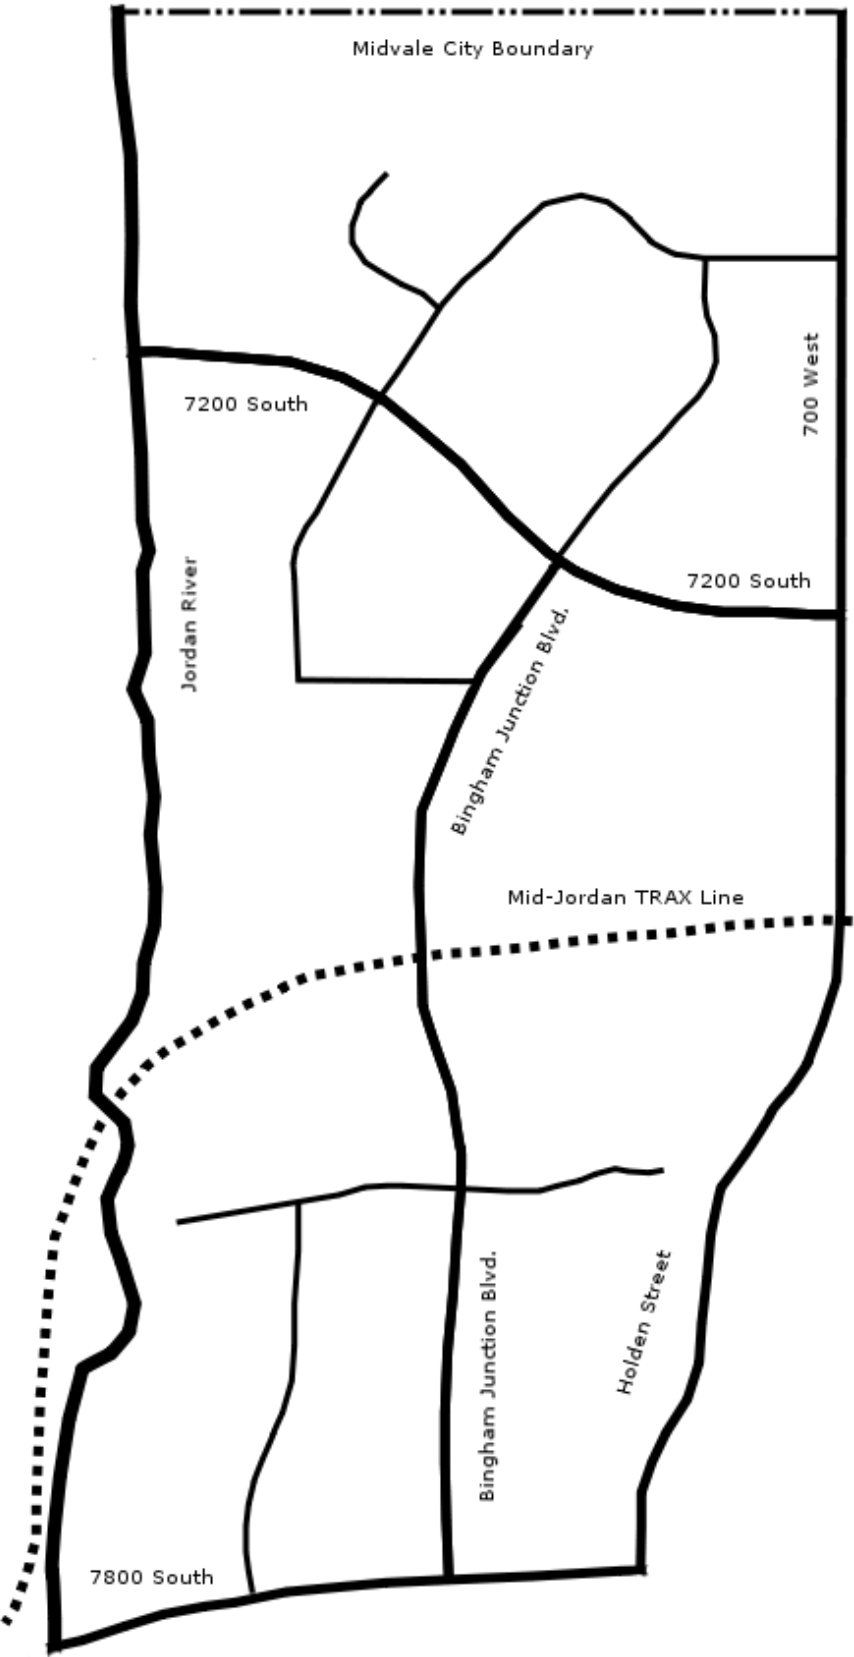 Midvale City Boundary
700 West
7200 South
Jordan River
7200 South
Bingham Junction Blvd.
Mid-Jordan TRAX Line
Holden Street
Bingham Junction Blvd.
7800 South